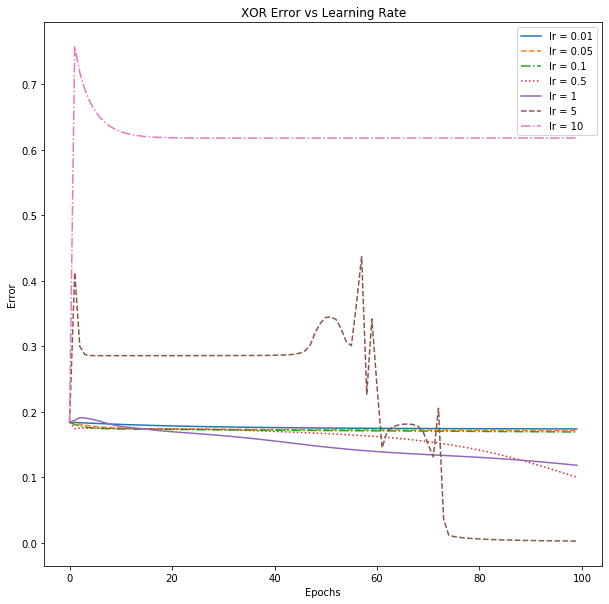 XOR Error vs Learning Rate
lr = 0.01
lr = 0.05
lr = 0.1
lr = 0.5
lr = 1
lr = 5
lr = 10
Error
0.7
0.6
0.5
0.4
0.3
0.2
0.1
0.0
0 20 40 60 80 100
Epochs